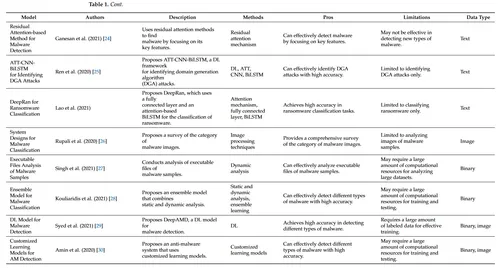 Table 1. Cont.
Model Authors Description Methods Pros Limitations Data Type
Residual
Attention-based
Method for
Malware
Detection
Ganesan et al. (2021) [24]
Uses residual attention methods
to find
malware by focusing on its
key features.
Residual
attention
mechanism
Can effectively detect malware
by focusing on key features.
May not be effective in
detecting new types of
malware.
Text
ATT-CNN-
BiLSTM
for Identifying
DGA Attacks
Ren et al. (2020) [25]
Proposes ATT-CNN-BiLSTM, a DL
framework
for identifying domain generation
algorithm
(DGA) attacks.
DL, ATT,
CNN, BiLSTM
Can effectively identify DGA
attacks with high accuracy.
Limited to identifying
DGA attacks only.
Text
DeepRan for
Ransomware
Classification
Lao et al. (2021)
Proposes DeepRan, which uses
a fully
connected layer and an
attention-based
BiLSTM for the classification of
ransomware.
Attention
mechanism,
fully connected
layer, BiLSTM
Achieves high accuracy in
ransomware classification tasks.
Limited to classifying
ransomware only.
Text
System
Designs for
Malware
Classification
Rupali et al. (2020) [26]
Proposes a survey of the category
of
malware images.
Image
processing
techniques
Provides a comprehensive survey
of the category of malware images.
Limited to analyzing
images of malware
samples.
Image
Executable
Files Analysis
of Malware
Samples
Singh et al. (2021) [27]
Conducts analysis of executable
files of
malware samples.
Dynamic
analysis
Can effectively analyze executable
files of malware samples.
May require a large
amount of computational
resources for analyzing
large datasets.
Binary
Ensemble
Model for
Malware
Classification
Kouliaridis et al. (2021) [28]
Proposes an ensemble model
that combines
static and dynamic analysis.
Static and
dynamic
analysis,
ensemble
learning
Can effectively detect different types
of malware with high accuracy.
May require a large
amount of computational
resources for training and
testing.
Binary
DL Model for
Malware
Detection
Syed et al. (2021) [29]
Proposes DeepAMD, a DL model
for
malware detection.
DL
Achieves high accuracy in detecting
different types of malware.
Requires a large
amount of labeled data for effective
training.
Binary, image
Customized
Learning
Models for
AM Detection
Amin et al. (2020) [30]
Proposes an anti-malware
system that uses
customized learning models.
Customized
learning models
Can effectively detect different
types of malware with high
accuracy.
May require a large
amount of computational
resources for training and
testing.
Binary, image